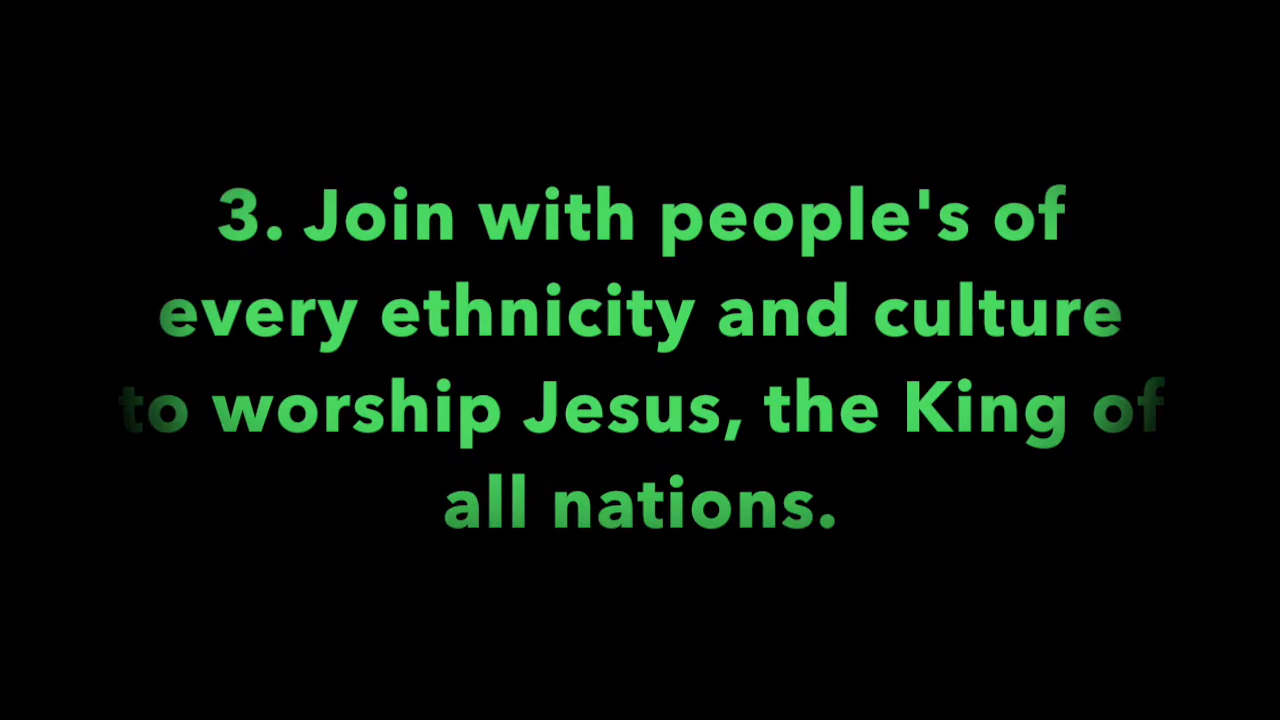 3. Join with people's of
every ethnicity and culture
to worship Jesus, the King of
all nations.